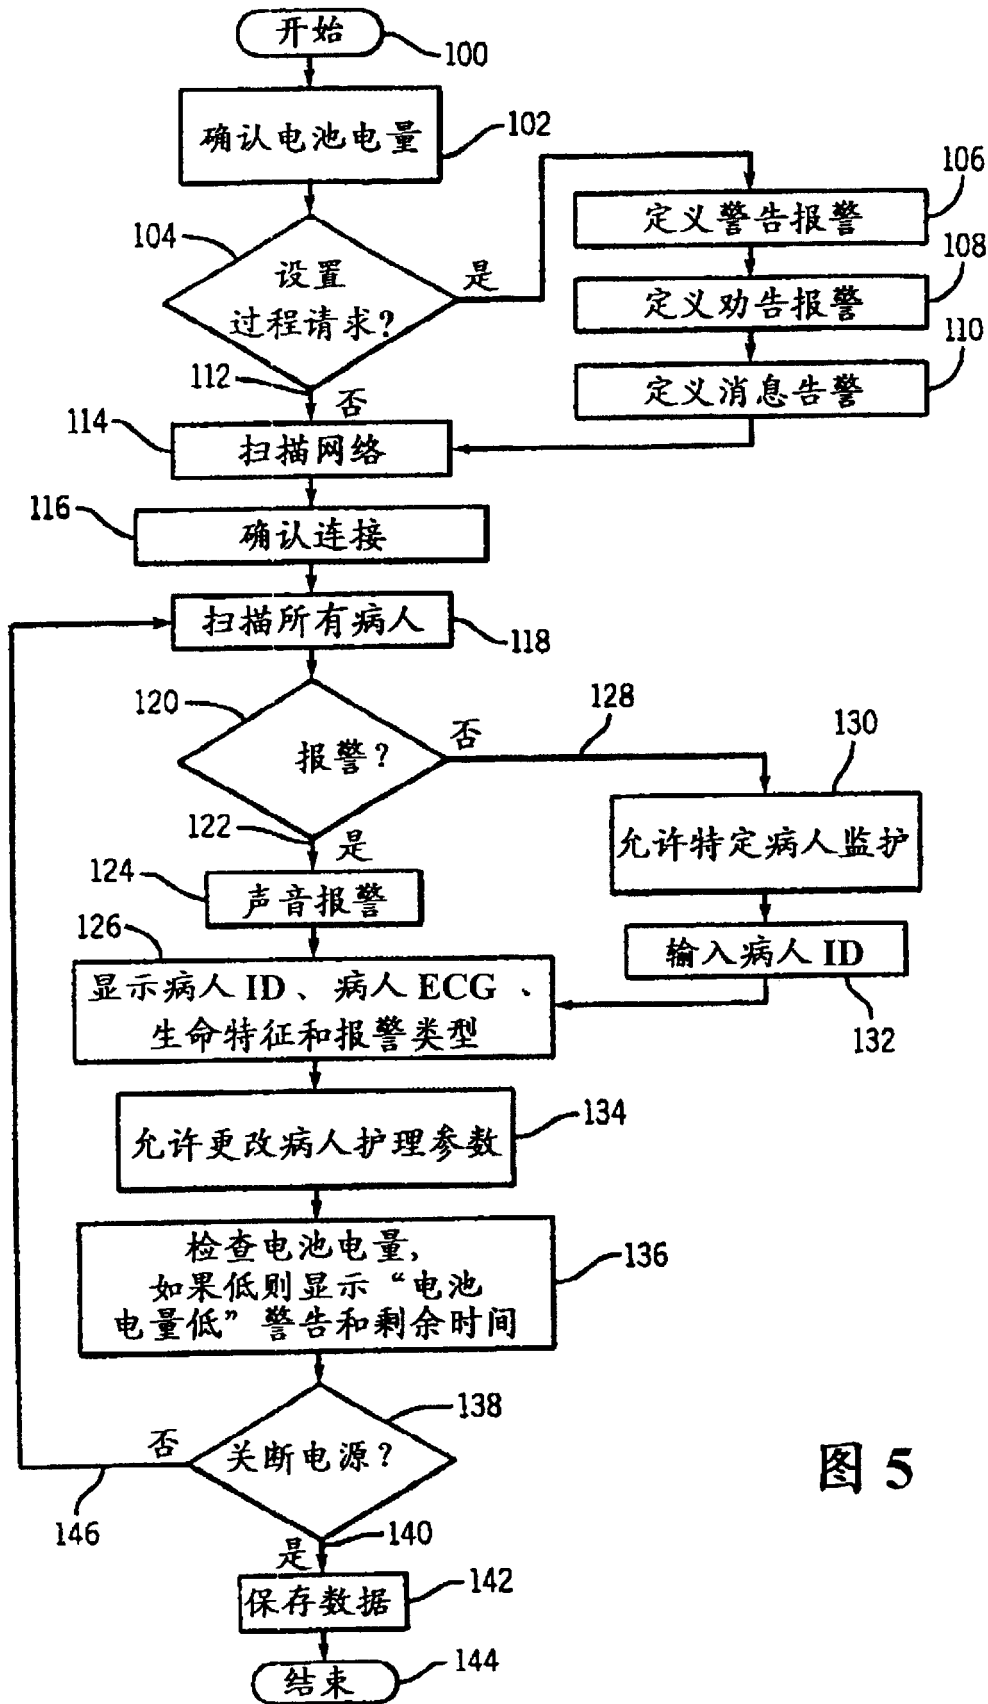 开始
100
确认电池电量
102
104
设置
过程请求?
是
106
定义警告报警
108
定义劝告报警
110
定义消息告警
112
否
114
扫描网络
116
确认连接
扫描所有病人
118
120
报警?
否
128
130
允许特定病人监护
122
是
124
声音报警
输入病人 ID
132
126
显示病人 ID、病人 ECG、
生命特征和报警类型
134
允许更改病人护理参数
检查电池电量,
如果低则显示“电池
电量低”警告和剩余时间
136
138
关断电源?
否
146
140
是
保存数据
142
结束
144
图 5